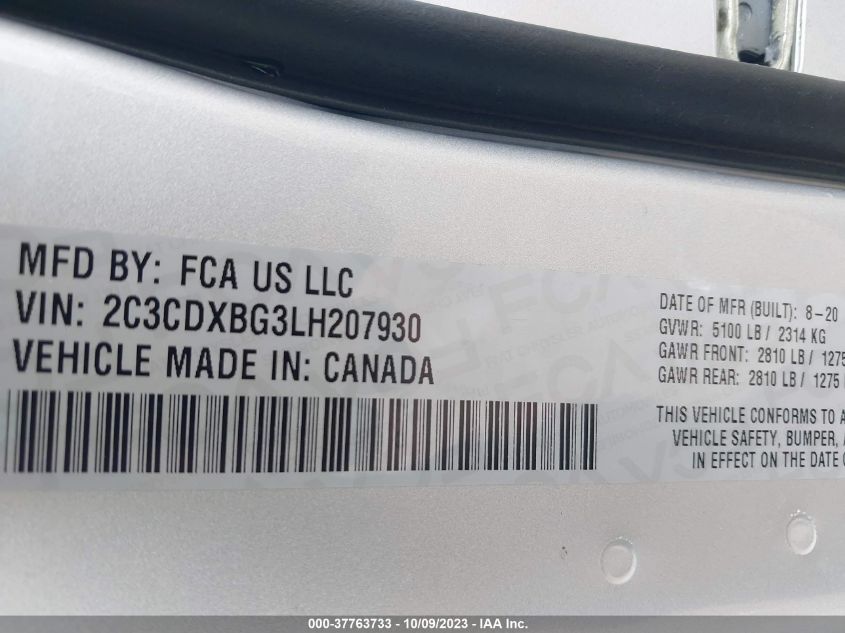 MFD BY: FCA US LLC
VIN: 2C3CDXBG3LH207930
VEHICLE MADE IN: CANADA
DATE OF MFR (BUILT): 8-20
GVWR: 5100 LB / 2314 KG
GAWR FRONT: 2810 LB / 1275
GAWR REAR: 2810 LB / 1275
THIS VEHICLE CONFORMS TO A
VEHICLE SAFETY, BUMPER, A
IN EFFECT ON THE DATE O
000-37763733 - 10/09/2023 - IAA Inc.